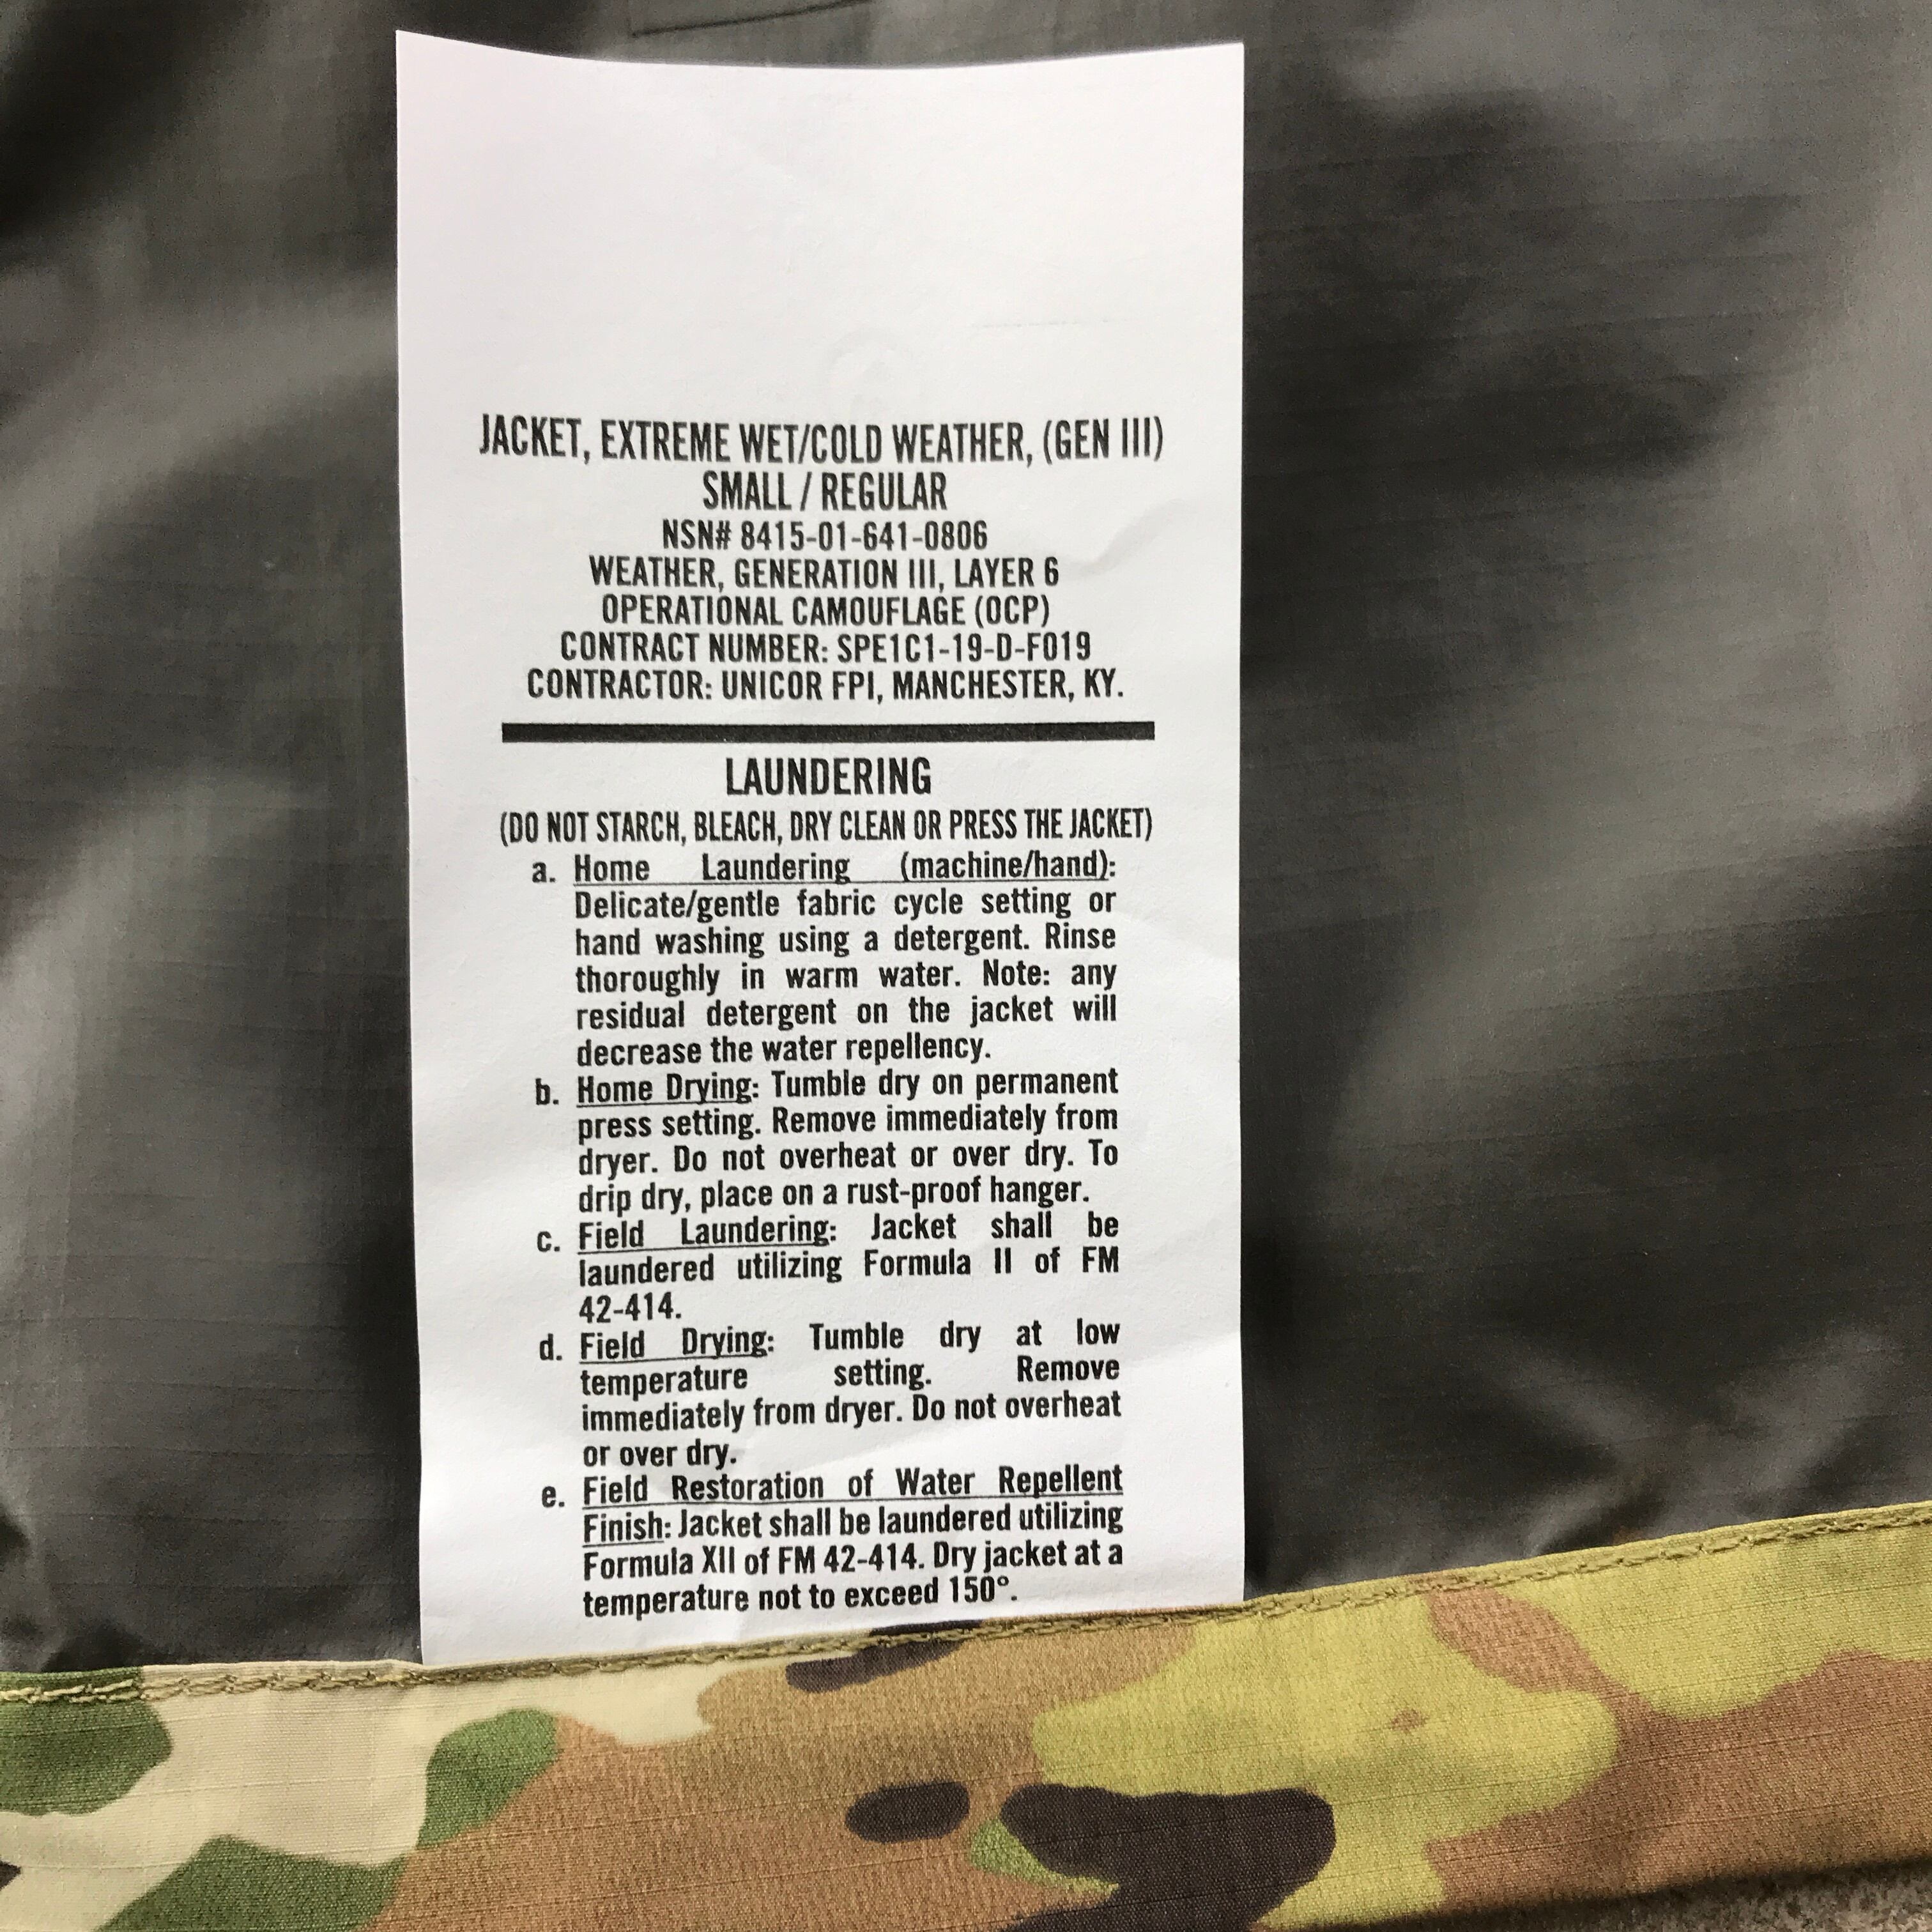 JACKET, EXTREME WET/COLD WEATHER, (GEN III)
SMALL / REGULAR
NSN# 8415-01-641-0806
WEATHER, GENERATION III, LAYER 6
OPERATIONAL CAMOUFLAGE (OCP)
CONTRACT NUMBER: SPE1C1-19-D-F019
CONTRACTOR: UNICOR FPI, MANCHESTER, KY.
LAUNDERING
(DO NOT STARCH, BLEACH, DRY CLEAN OR PRESS THE JACKET)
a. Home Laundering (machine/hand):
Delicate/gentle fabric cycle setting or
hand washing using a detergent. Rinse
thoroughly in warm water. Note: any
residual detergent on the jacket will
decrease the water repellency.
b. Home Drying: Tumble dry on permanent
press setting. Remove immediately from
dryer. Do not overheat or over dry. To
drip dry, place on a rust-proof hanger.
c. Field Laundering: Jacket shall be
laundered utilizing Formula II of FM
42-414.
d. Field Drying: Tumble dry at low
temperature setting. Remove
immediately from dryer. Do not overheat
or over dry.
e. Field Restoration of Water Repellent
Finish: Jacket shall be laundered utilizing
Formula XII of FM 42-414. Dry jacket at a
temperature not to exceed 150°.